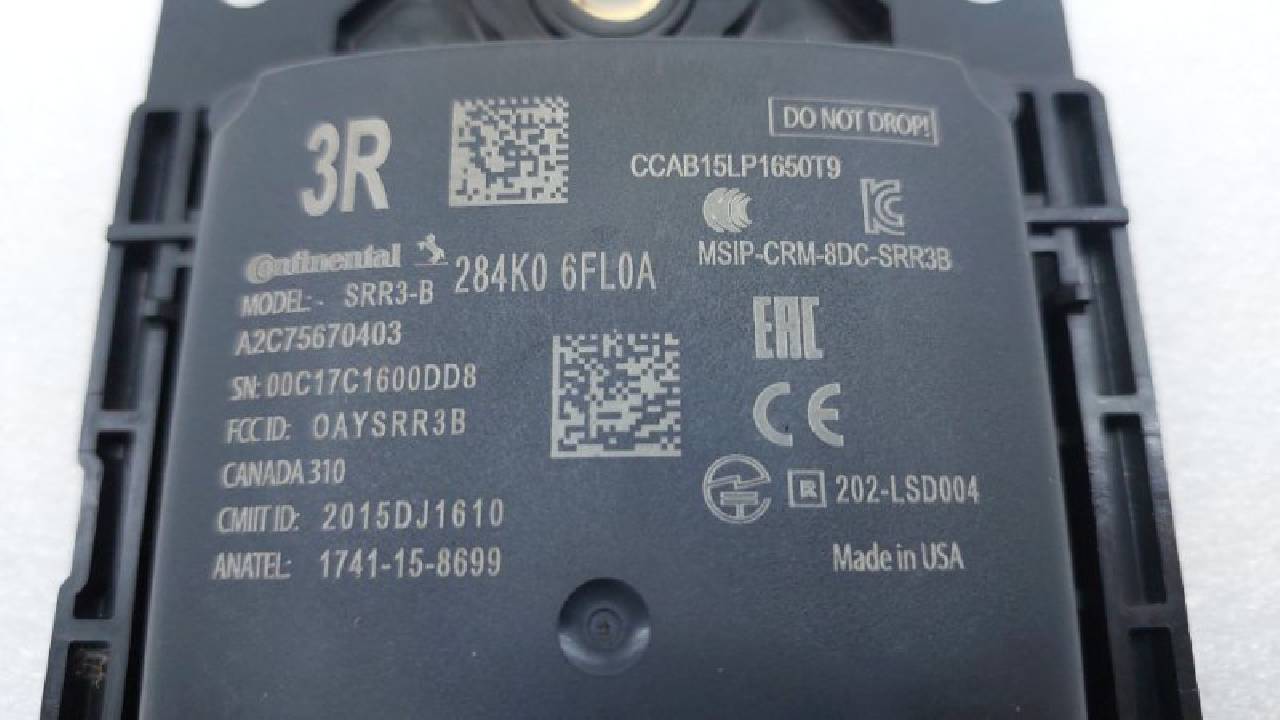 3R
DO NOT DROP!
CCAB15LP1650T9
Continental
284K0 6FL0A
MSIP-CRM-8DC-SRR3B
MODEL:- SRR3-B
A2C75670403
EAC
SN: 00C17C1600DD8
CE
FCC ID: OAYSRR3B
CANADA 310
R 202-LSD004
CMIIT ID: 2015DJ1610
ANATEL: 1741-15-8699
Made in USA